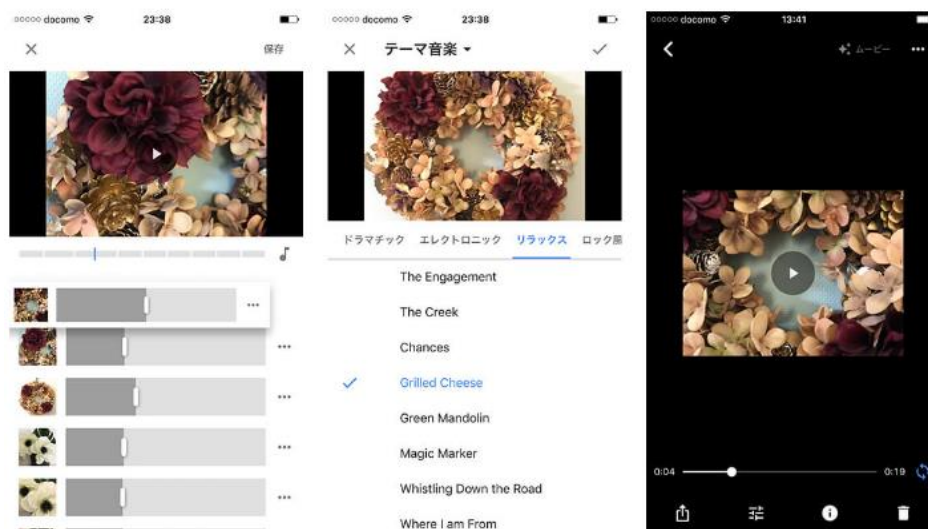 docomo 23:38
保存
docomo 23:38
テーマ音楽
ドラマチック エレクトロニック リラックス ロック風
The Engagement
The Creek
Chances
Grilled Cheese
Green Mandolin
Magic Marker
Whistling Down the Road
Where I am From
docomo 13:41
ムービー
0:04 0:19